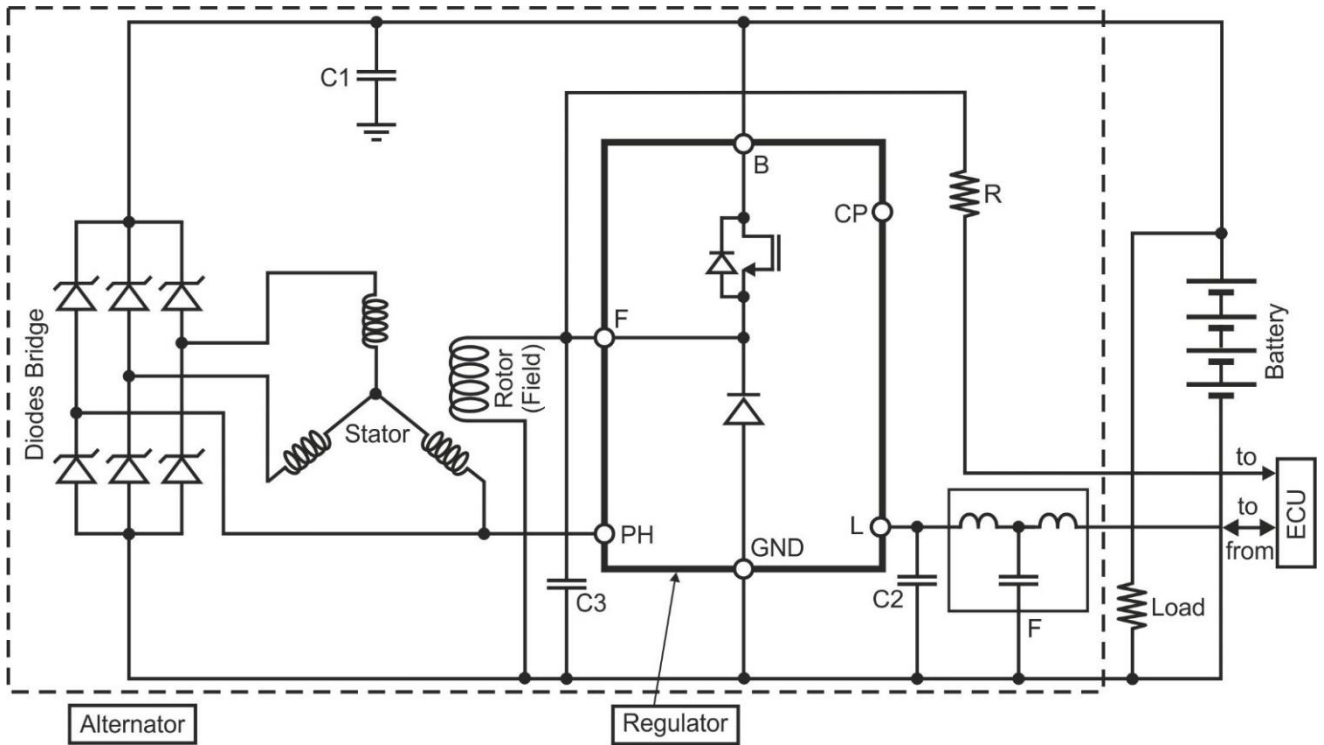 C1
B
CP
R
Diodes Bridge
F
Rotor
(Field)
Stator
Battery
to
PH
GND
L
to
from
ECU
C3
C2
F
Load
Alternator
Regulator